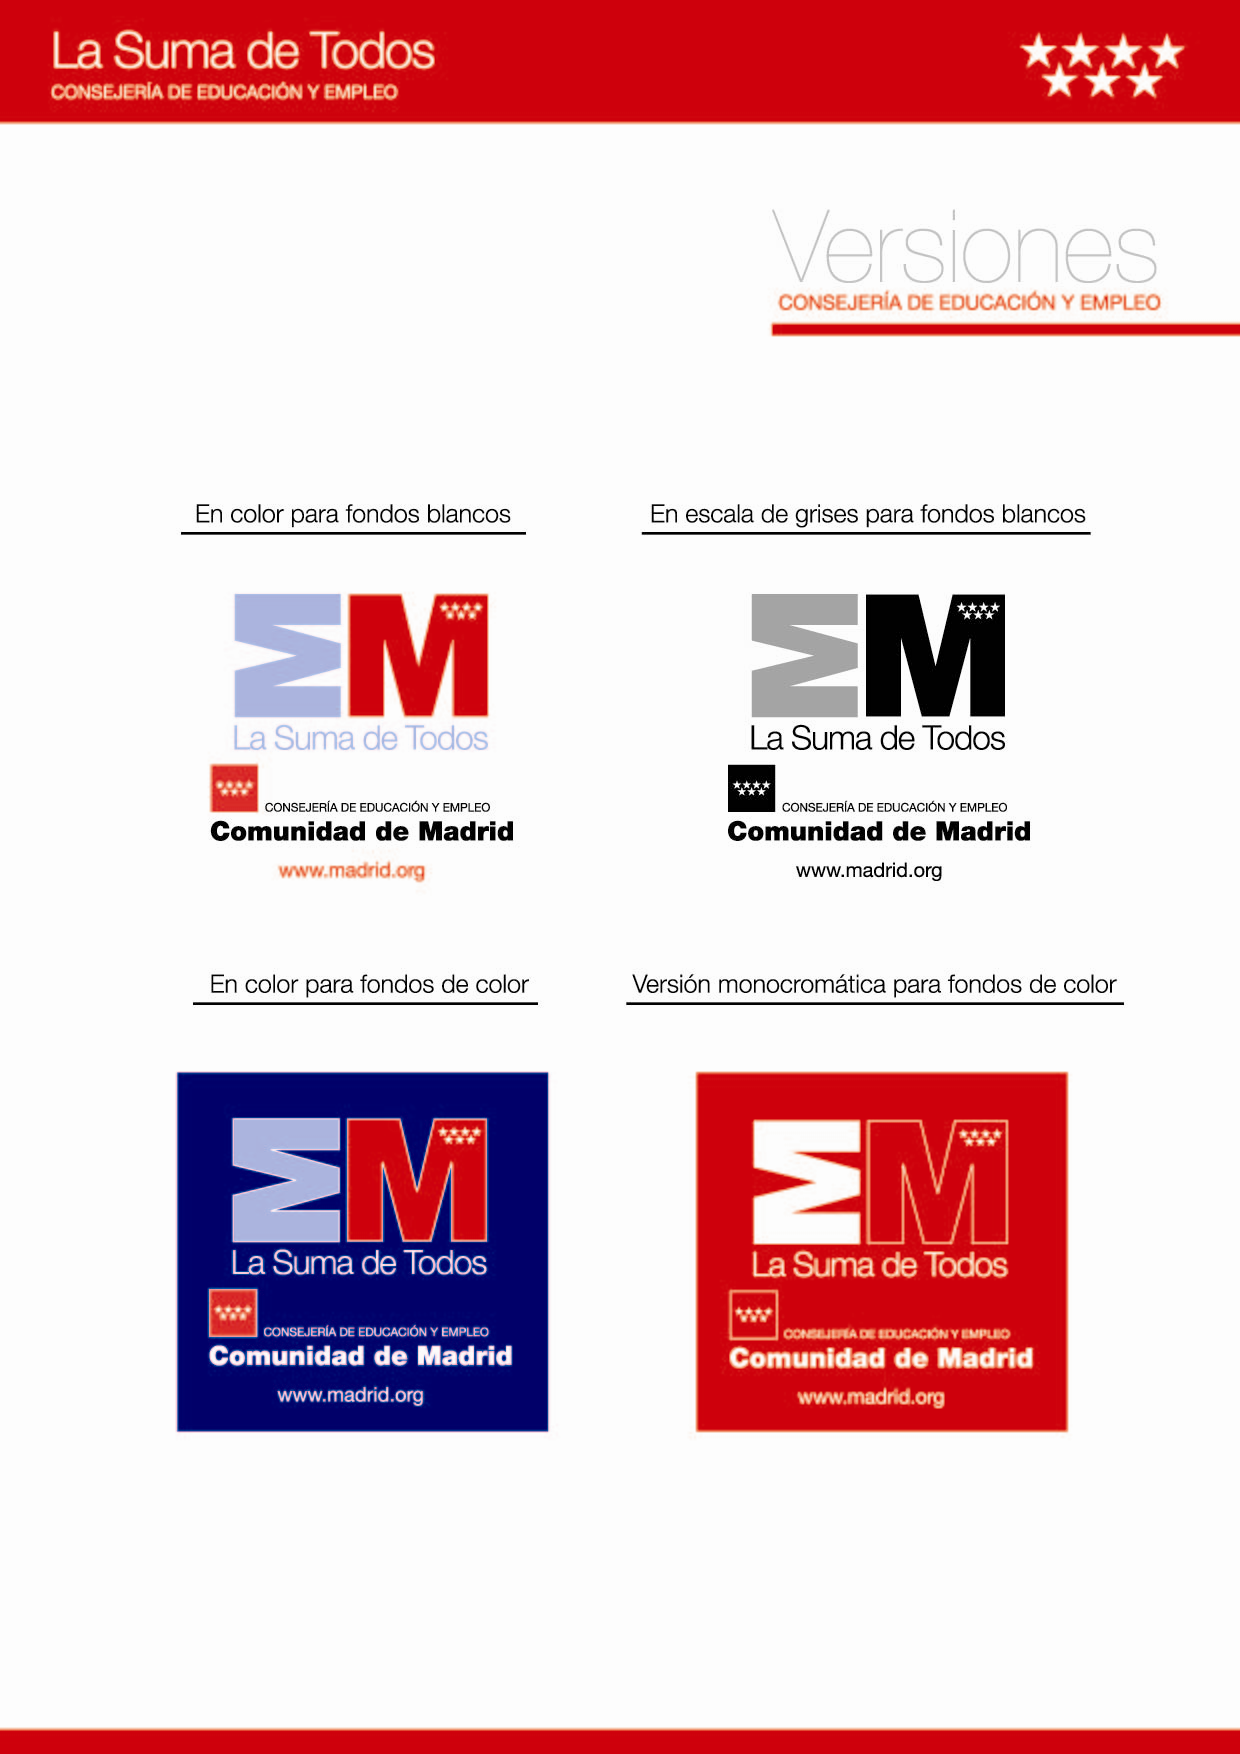 La Suma de Todos
CONSEJERÍA DE EDUCACIÓN Y EMPLEO
Versiones
CONSEJERÍA DE EDUCACIÓN Y EMPLEO
En color para fondos blancos
M M
La Suma de Todos
CONSEJERÍA DE EDUCACIÓN Y EMPLEO
Comunidad de Madrid
www.madrid.org
En escala de grises para fondos blancos
M M
La Suma de Todos
CONSEJERÍA DE EDUCACIÓN Y EMPLEO
Comunidad de Madrid
www.madrid.org
En color para fondos de color
M M
La Suma de Todos
CONSEJERÍA DE EDUCACIÓN Y EMPLEO
Comunidad de Madrid
www.madrid.org
Versión monocromática para fondos de color
M M
La Suma de Todos
CONSEJERÍA DE EDUCACIÓN Y EMPLEO
Comunidad de Madrid
www.madrid.org